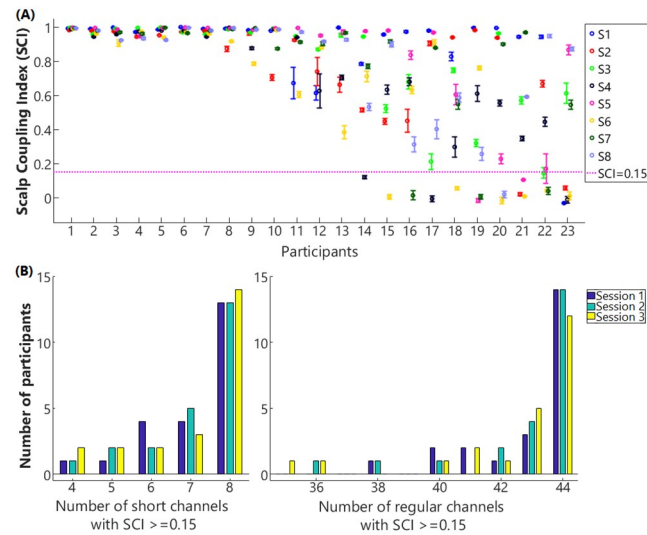 (A)
Scalp Coupling Index (SCI)
1
0.8
0.6
0.4
0.2
0
1 2 3 4 5 6 7 8 9 10 11 12 13 14 15 16 17 18 19 20 21 22 23
Participants
S1
S2
S3
S4
S5
S6
S7
S8
SCI=0.15
(B)
Number of participants
15
10
5
0
4 5 6 7 8
Number of short channels
with SCI >=0.15
15
10
5
0
36 38 40 42 44
Number of regular channels
with SCI >=0.15
Session 1
Session 2
Session 3